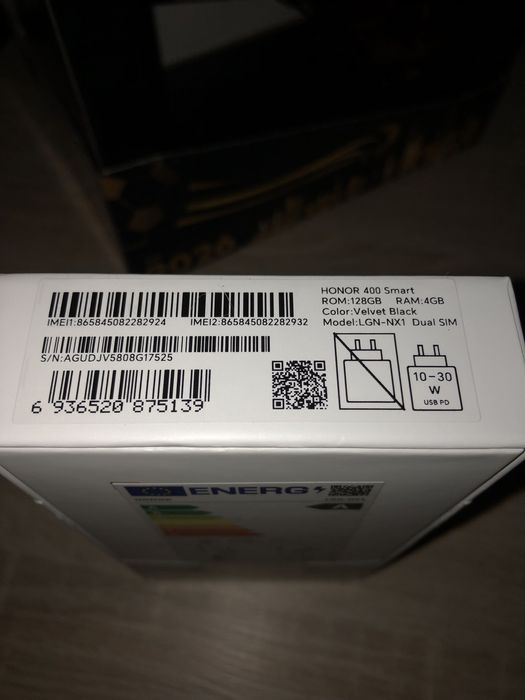 HONOR 400 Smart
ROM:128GB RAM:4GB
Color:Velvet Black
Model:LGN-NX1 Dual SIM
IMEI1:865845082282924 IMEI2:865845082282932
S/N:AGUDJV5808G17525
6 936520 875139
10-30
W
USB PD
ENERG
A